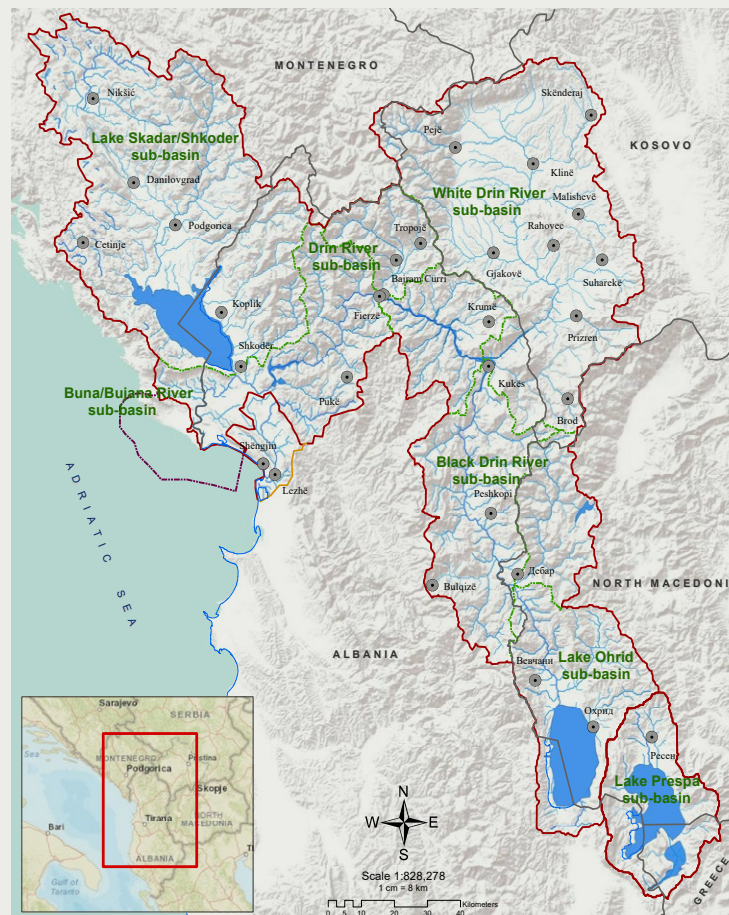 MONTENEGRO
Nikšić
Skënderaj
Lake Skadar/Shkoder
sub-basin
Pejë
KOSOVO
Klinë
Danilovgrad
White Drin River
sub-basin
Malishevë
Podgorica
Cetinje
Tropojë
Rahovec
Drin River
sub-basin
Gjakovë
Suharekë
Bajram Curri
Koplik
Fierzë
Krumë
Prizren
Shkodër
Kukës
Pukë
Buna/Bujana River
sub-basin
Brod
Shëngjin
Lezhë
Black Drin River
sub-basin
Peshkopi
ADRIATIC SEA
Дебар
Bulqizë
NORTH MACEDONI
ALBANIA
Вевчани
Lake Ohrid
sub-basin
Охрид
Ресен
Lake Prespa
sub-basin
GREECE
Sarajevo
SERBIA
MONTENEGRO
Podgorica
Pristina
Skopje
Sea
Tirana
NORTH
MACEDONIA
Bari
ALBANIA
Gulf of
Taranto
N
W E
S
Scale 1:828,278
1 cm = 8 km
Kilometers
0 5 10 20 30 40